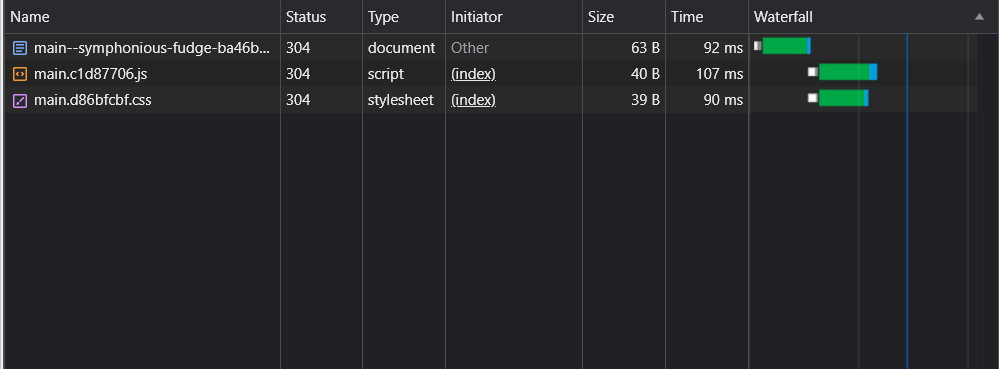 Name Status Type Initiator Size Time Waterfall
main--symphonious-fudge-ba46b... 304 document Other 63 B 92 ms
main.c1d87706.js 304 script (index) 40 B 107 ms
main.d86bfcbf.css 304 stylesheet (index) 39 B 90 ms